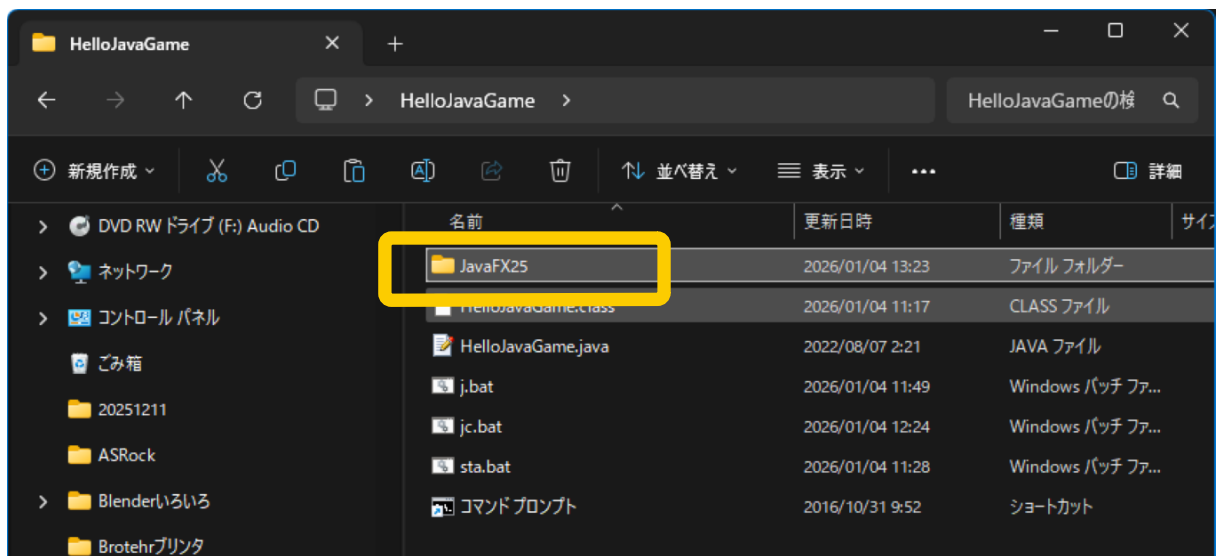 HelloJavaGame
HelloJavaGame
HelloJavaGameの検
新規作成
並べ替え
表示
詳細
名前 更新日時 種類 サイズ
DVD RW ドライブ (F:) Audio CD
JavaFX25 2026/01/04 13:23 ファイル フォルダー
ネットワーク
HelloJavaGame.class 2026/01/04 11:17 CLASS ファイル
コントロール パネル
HelloJavaGame.java 2022/08/07 2:21 JAVA ファイル
ごみ箱
j.bat 2026/01/04 11:49 Windows バッチ ファ...
20251211
jc.bat 2026/01/04 12:24 Windows バッチ ファ...
ASRock
sta.bat 2026/01/04 11:28 Windows バッチ ファ...
Blenderいろいろ
コマンド プロンプト 2016/10/31 9:52 ショートカット
Brotehrプリンタ